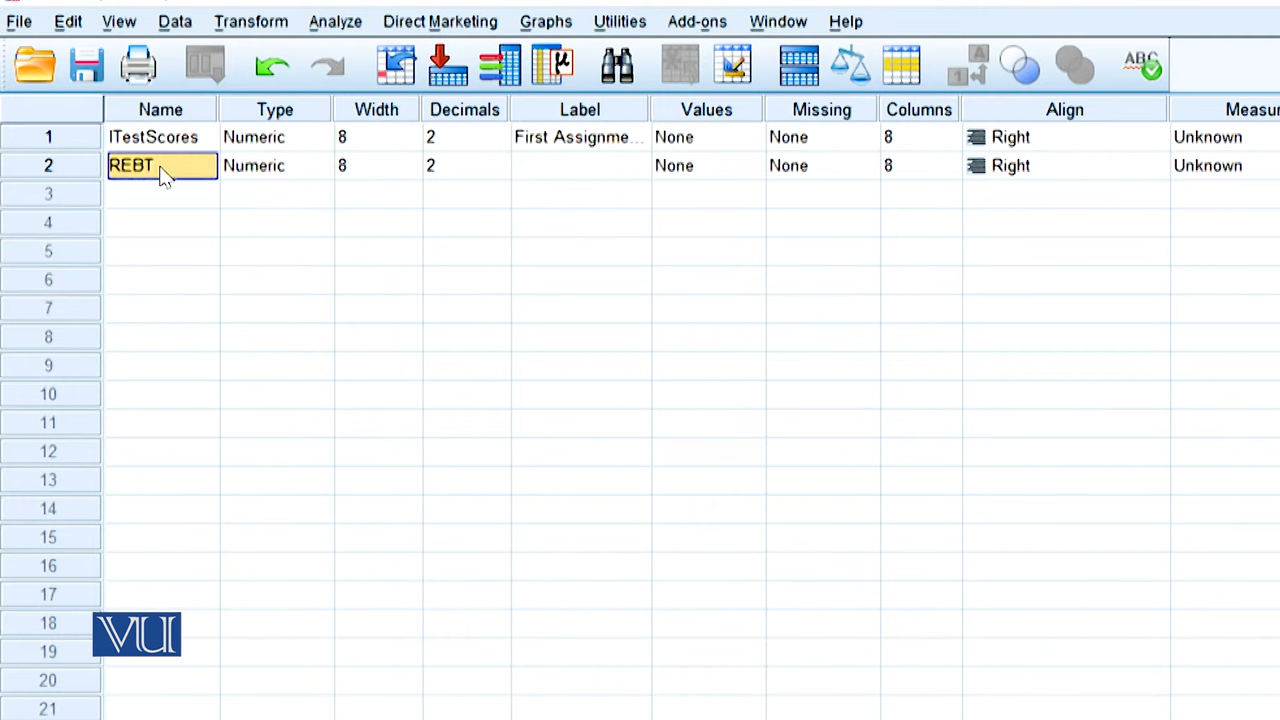 File Edit View Data Transform Analyze Direct Marketing Graphs Utilities Add-ons Window Help
A
1
μ
ABC
Name Type Width Decimals Label Values Missing Columns Align Measur
1 ITestScores Numeric 8 2 First Assignme... None None 8 Right Unknown
2 REBT Numeric 8 2 None None 8 Right Unknown
3
4
5
6
7
8
9
10
11
12
13
14
15
16
17
18
VU
19
20
21